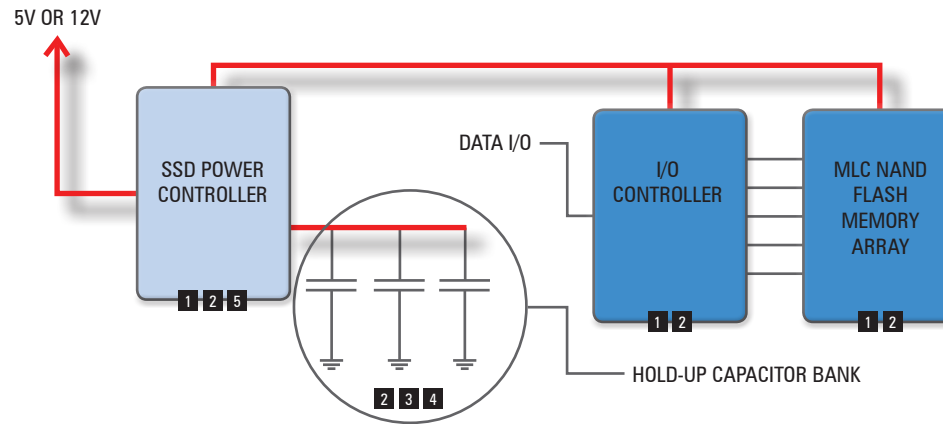 5V OR 12V
SSD POWER
CONTROLLER
1 2 5
DATA I/O
I/O
CONTROLLER
1 2
MLC NAND
FLASH
MEMORY
ARRAY
1 2
2 3 4
HOLD-UP CAPACITOR BANK